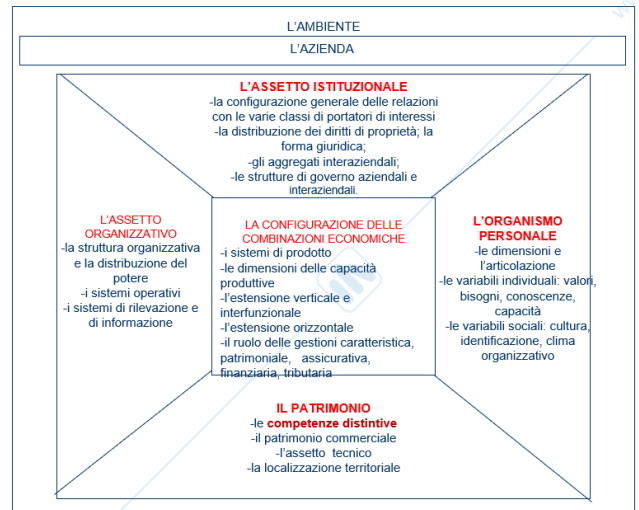 L'AMBIENTE
L'AZIENDA
L'ASSETTO ISTITUZIONALE
-la configurazione generale delle relazioni
con le varie classi di portatori di interessi
-la distribuzione dei diritti di proprietà; la
forma giuridica;
-gli aggregati interaziendali;
-le strutture di governo aziendali e
interaziendali.
L'ASSETTO
ORGANIZZATIVO
-la struttura organizzativa
e la distribuzione del
potere
-i sistemi operativi
-i sistemi di rilevazione e
di informazione
LA CONFIGURAZIONE DELLE
COMBINAZIONI ECONOMICHE
-i sistemi di prodotto
-le dimensioni delle capacità
produttive
-l'estensione verticale e
interfunzionale
-l'estensione orizzontale
-il ruolo delle gestioni caratteristica,
patrimoniale, assicurativa,
finanziaria, tributaria
L'ORGANISMO
PERSONALE
-le dimensioni e
l'articolazione
-le variabili individuali: valori,
bisogni, conoscenze,
capacità
-le variabili sociali: cultura,
identificazione, clima
organizzativo
IL PATRIMONIO
-le competenze distintive
-il patrimonio commerciale
-l'assetto tecnico
-la localizzazione territoriale